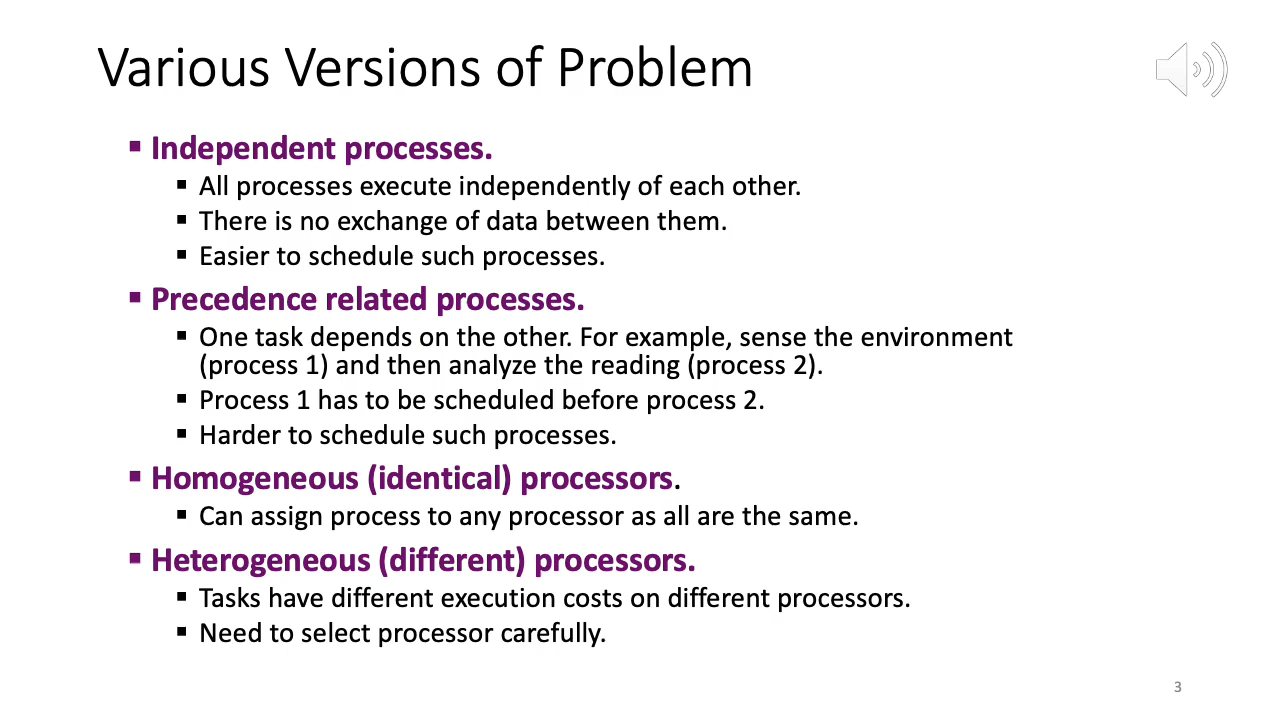 Various Versions of Problem
▪ Independent processes.
▪ All processes execute independently of each other.
▪ There is no exchange of data between them.
▪ Easier to schedule such processes.
▪ Precedence related processes.
▪ One task depends on the other. For example, sense the environment
(process 1) and then analyze the reading (process 2).
▪ Process 1 has to be scheduled before process 2.
▪ Harder to schedule such processes.
▪ Homogeneous (identical) processors.
▪ Can assign process to any processor as all are the same.
▪ Heterogeneous (different) processors.
▪ Tasks have different execution costs on different processors.
▪ Need to select processor carefully.
3